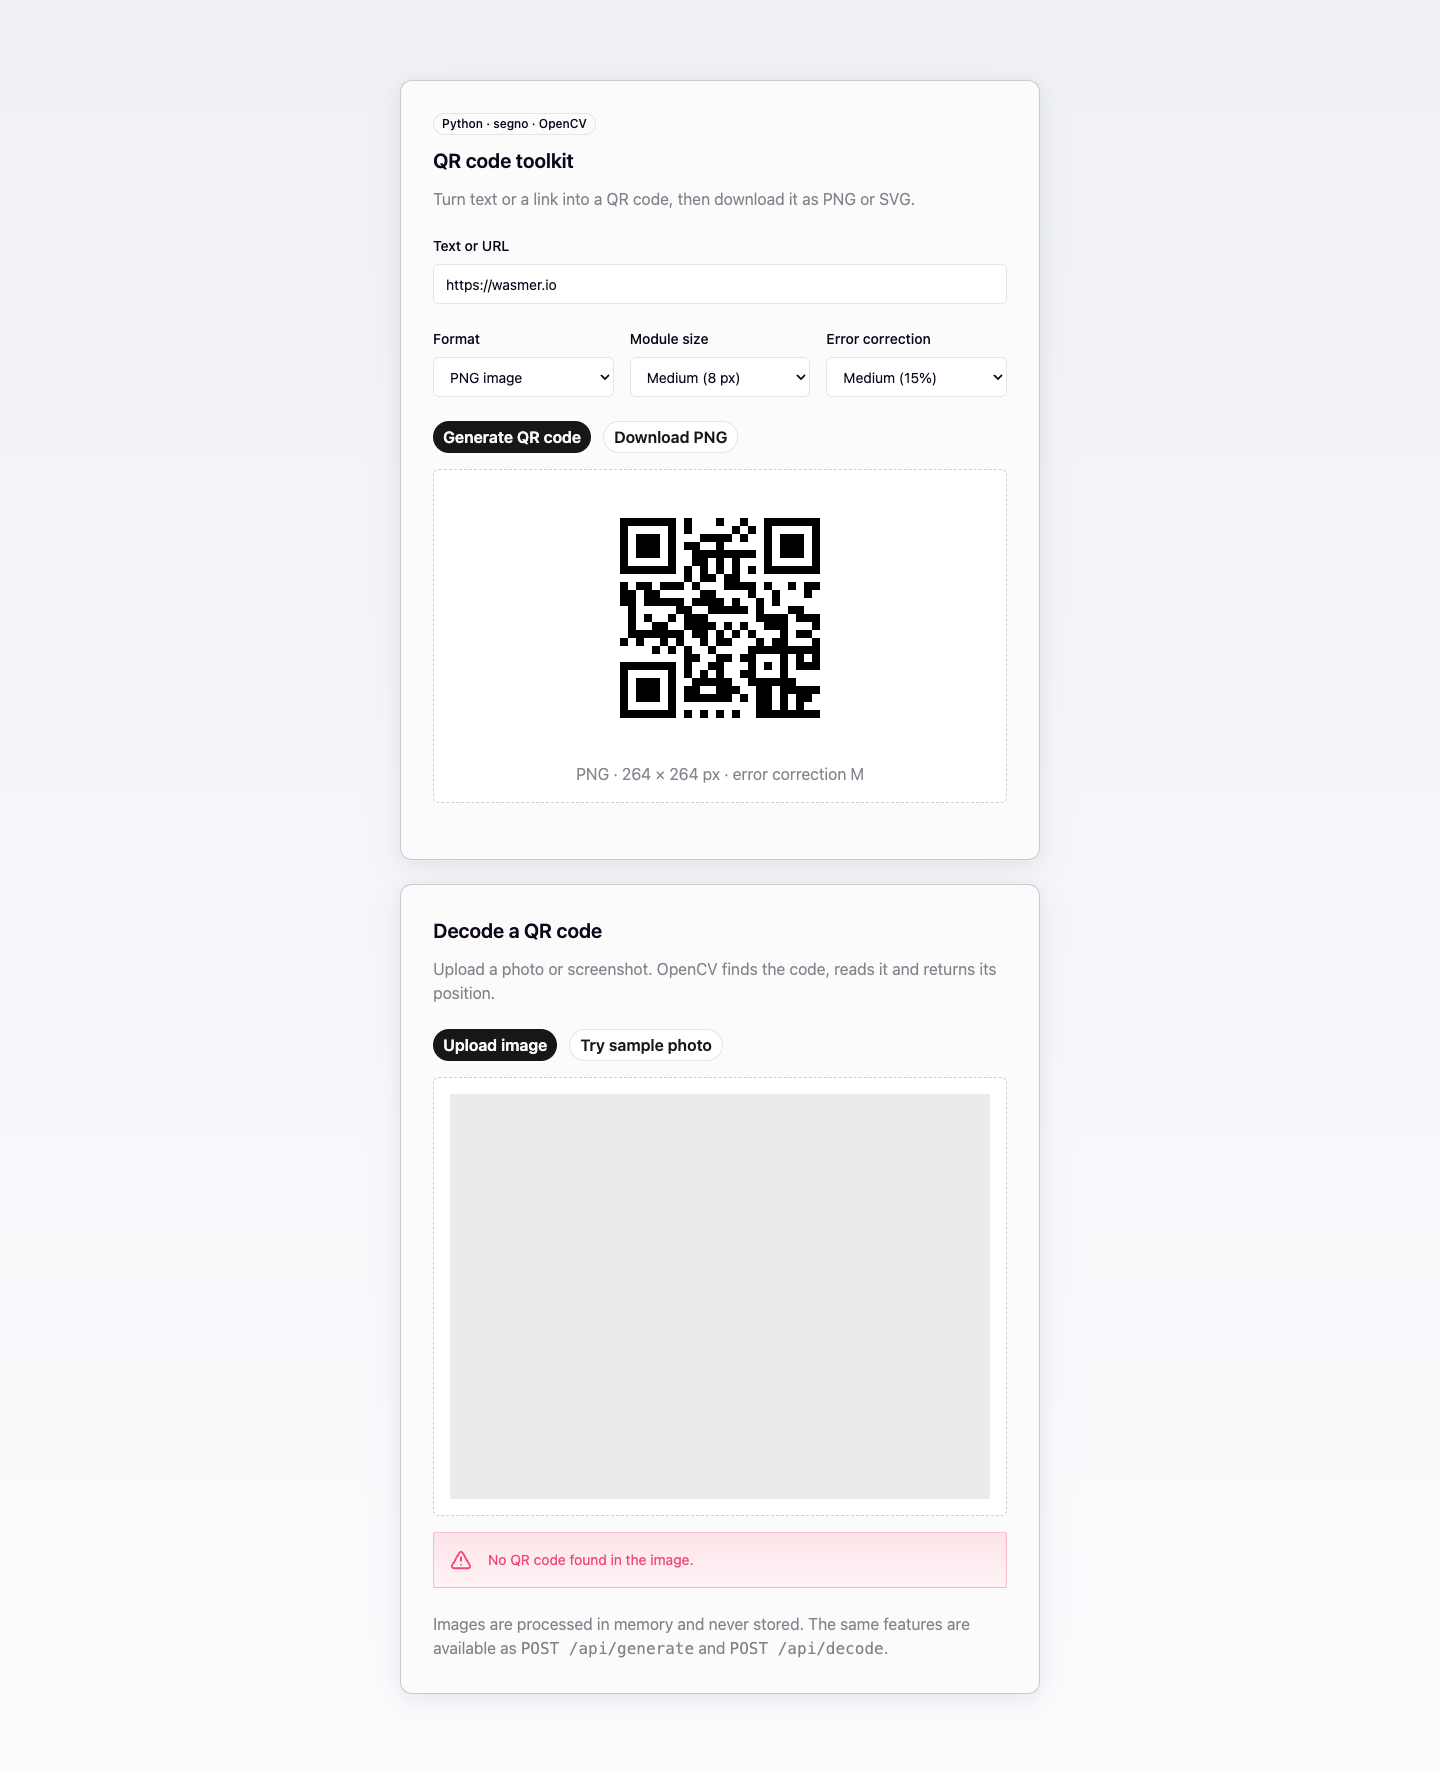 Python · segno · OpenCV
QR code toolkit
Turn text or a link into a QR code, then download it as PNG or SVG.
Text or URL
https://wasmer.io
Format
Module size
Error correction
PNG image
Medium (8 px)
Medium (15%)
Generate QR code
Download PNG
PNG · 264 × 264 px · error correction M
Decode a QR code
Upload a photo or screenshot. OpenCV finds the code, reads it and returns its
position.
Upload image
Try sample photo
No QR code found in the image.
Images are processed in memory and never stored. The same features are
available as POST /api/generate and POST /api/decode.